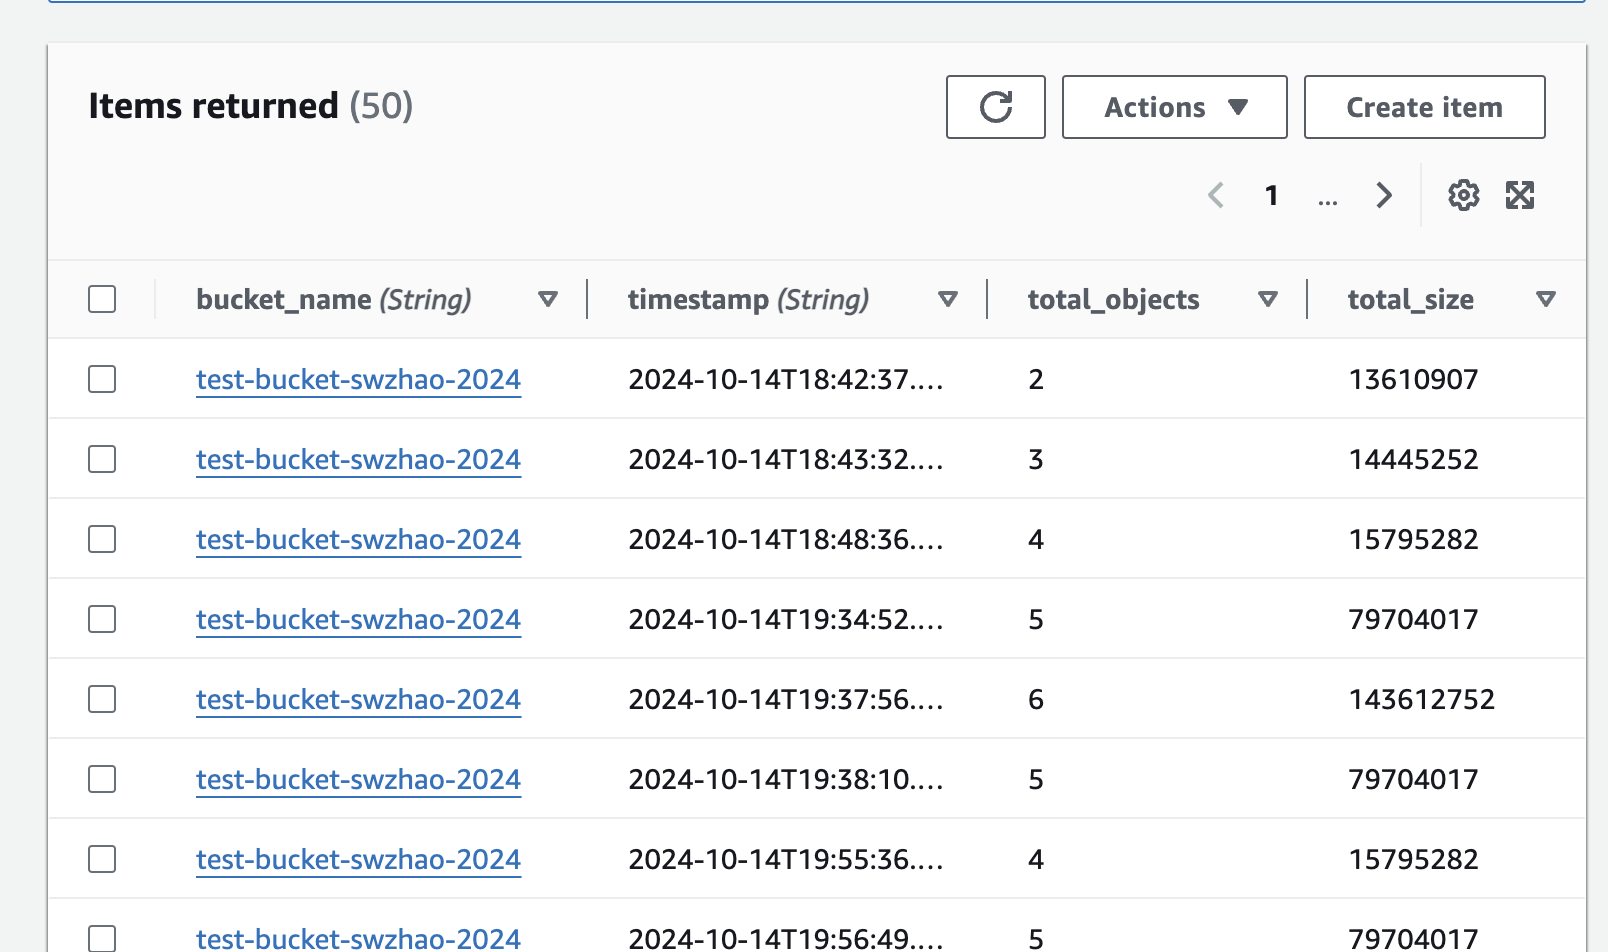 Items returned (50)
Actions
Create item
1 ...
bucket_name (String) timestamp (String) total_objects total_size
test-bucket-swzhao-2024 2024-10-14T18:42:37.... 2 13610907
test-bucket-swzhao-2024 2024-10-14T18:43:32.... 3 14445252
test-bucket-swzhao-2024 2024-10-14T18:48:36.... 4 15795282
test-bucket-swzhao-2024 2024-10-14T19:34:52.... 5 79704017
test-bucket-swzhao-2024 2024-10-14T19:37:56.... 6 143612752
test-bucket-swzhao-2024 2024-10-14T19:38:10.... 5 79704017
test-bucket-swzhao-2024 2024-10-14T19:55:36.... 4 15795282
test-bucket-swzhao-2024 2024-10-14T19:56:49.... 5 79704017